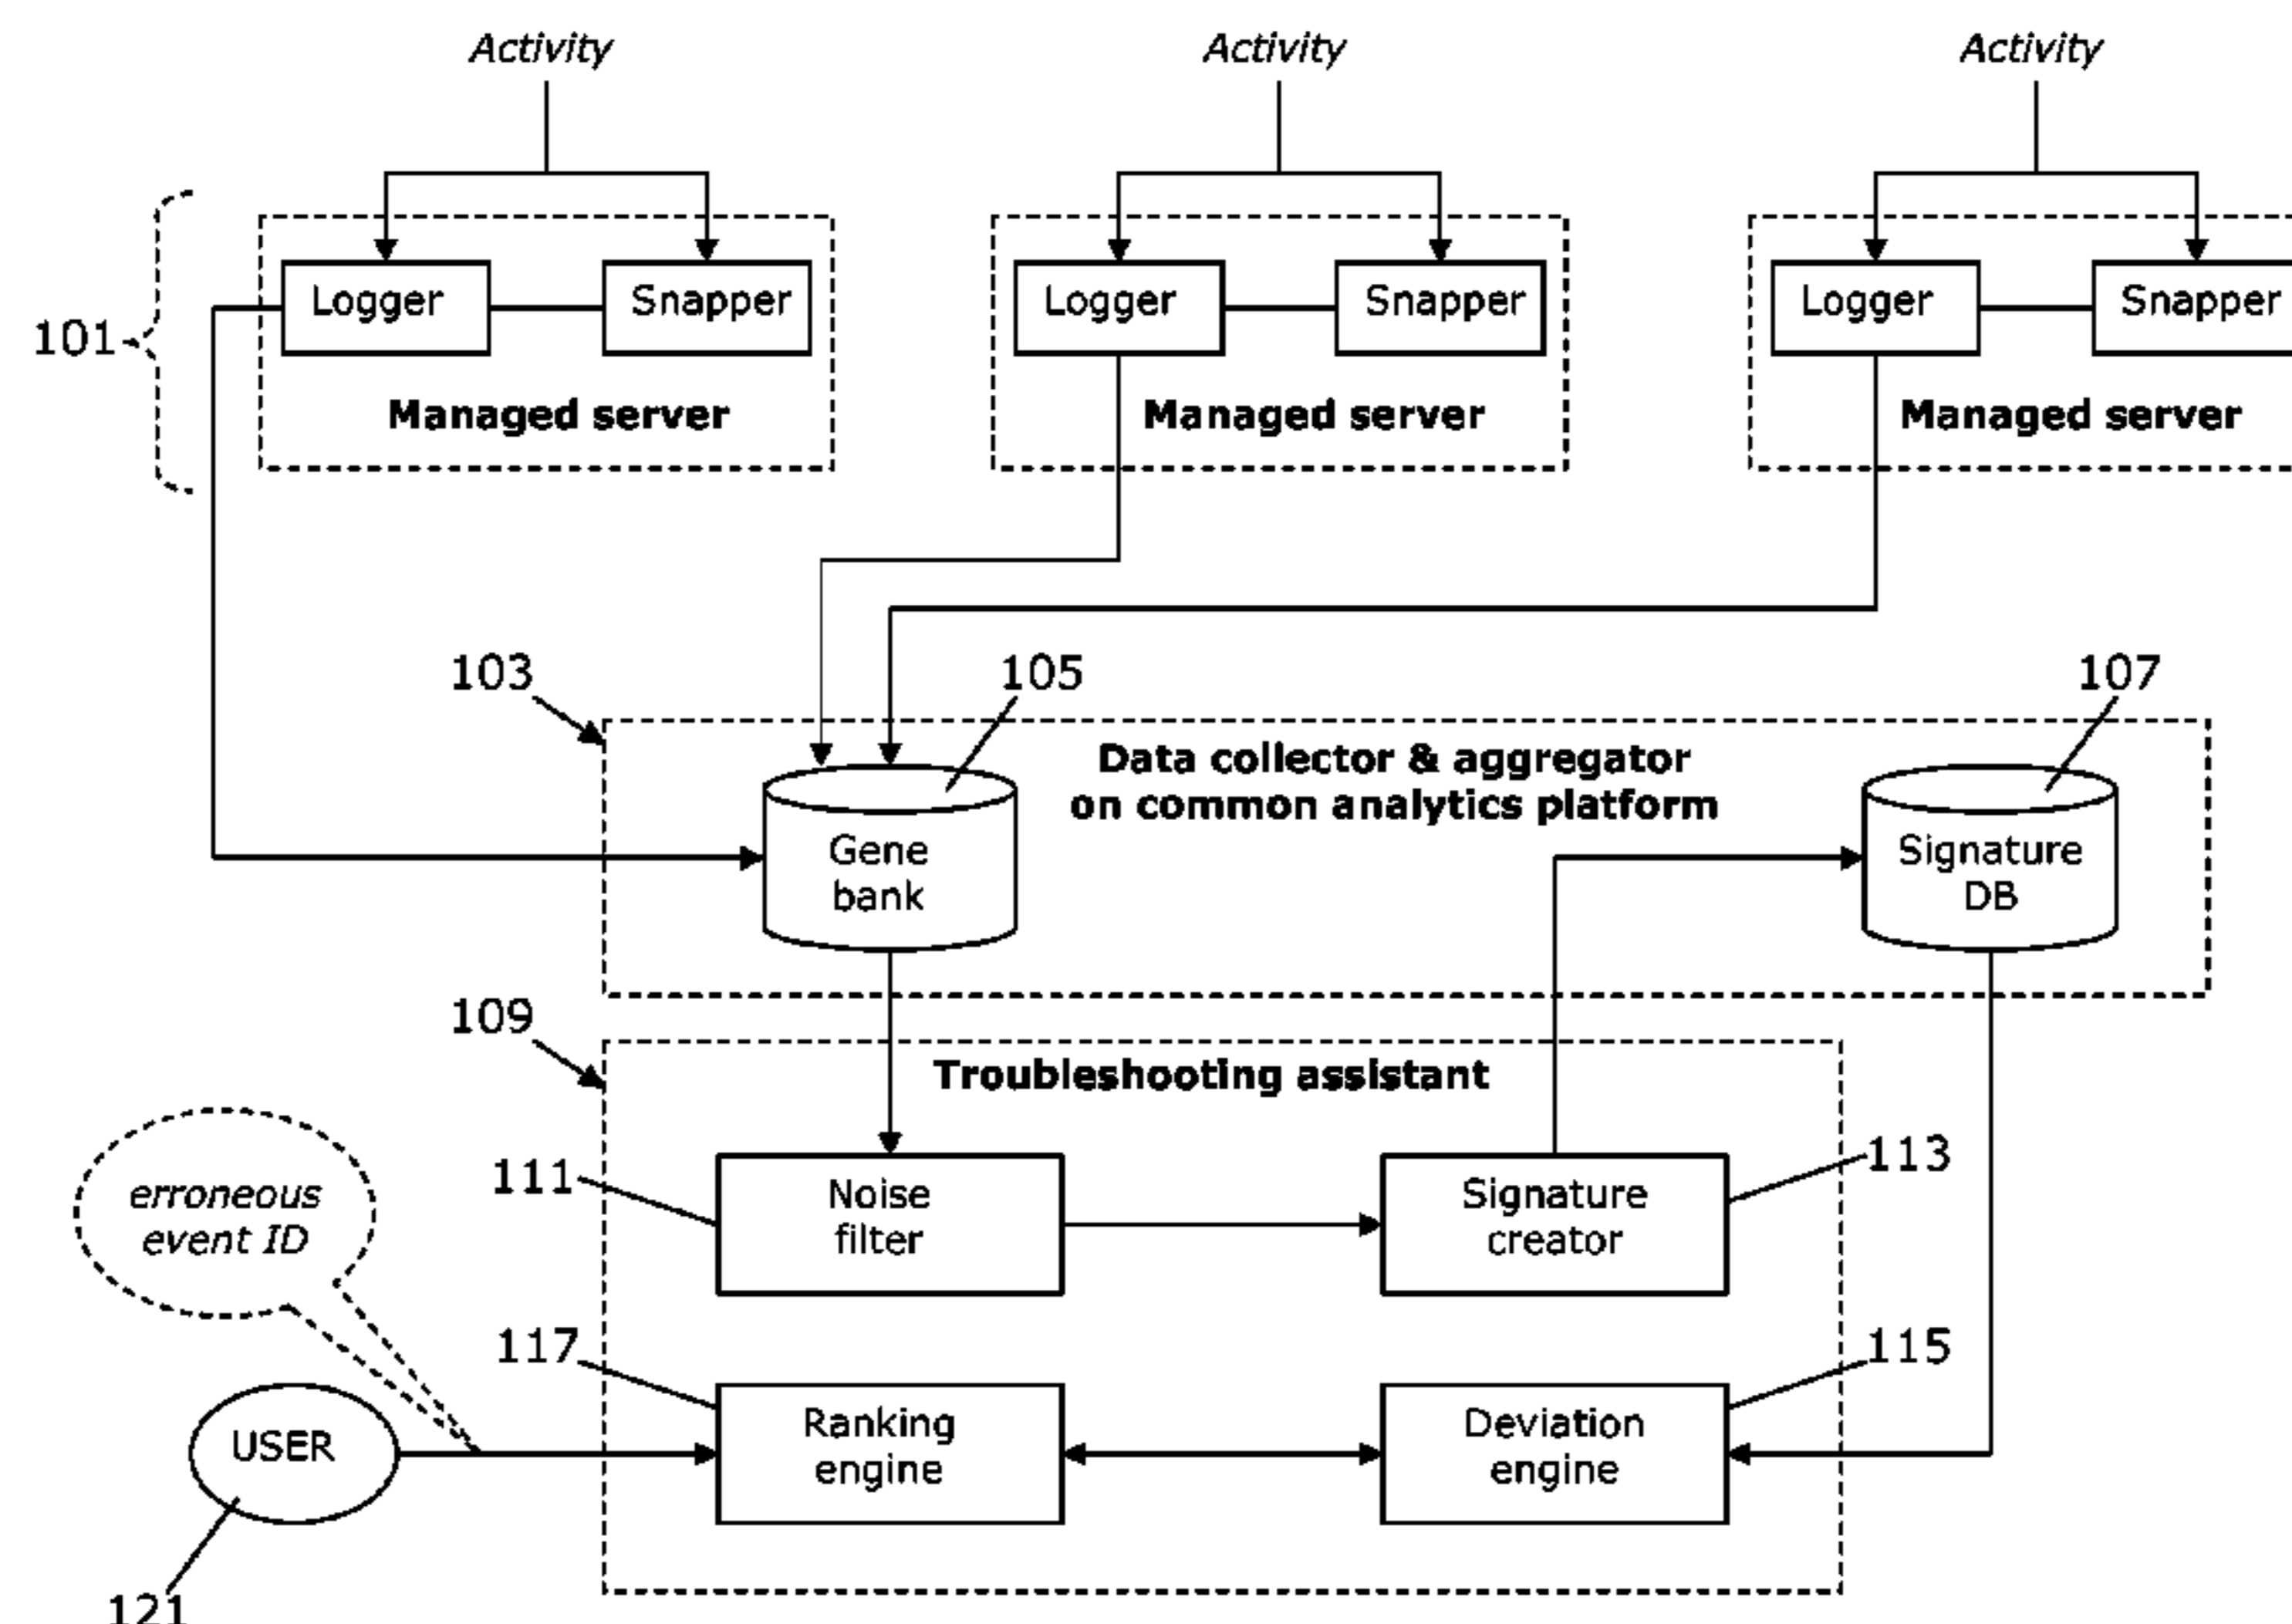 Activity
Activity
Activity
101
Logger
Snapper
Managed server
Logger
Snapper
Managed server
Logger
Snapper
Managed server
103
105
107
Data collector & aggregator
on common analytics platform
Gene
bank
Signature
DB
109
Troubleshooting assistant
111
Noise
filter
Signature
creator
113
erroneous
event ID
117
Ranking
engine
Deviation
engine
115
USER
121